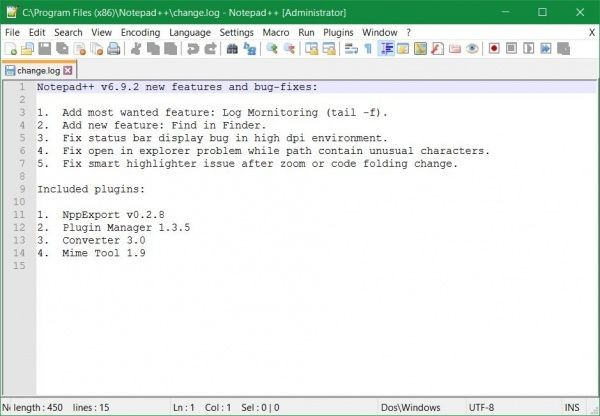 C:\Program Files (x86)\Notepad++\change.log - Notepad++ [Administrator]
File Edit Search View Encoding Language Settings Macro Run Plugins Window ? X
change.log
1 Notepad++ v6.9.2 new features and bug-fixes:
2
3 1. Add most wanted feature: Log Mornitoring (tail -f).
4 2. Add new feature: Find in Finder.
5 3. Fix status bar display bug in high dpi environment.
6 4. Fix open in explorer problem while path contain unusual characters.
7 5. Fix smart highlighter issue after zoom or code folding change.
8
9 Included plugins:
10
11 1. NppExport v0.2.8
12 2. Plugin Manager 1.3.5
13 3. Converter 3.0
14 4. Mime Tool 1.9
15
length : 450 lines : 15 Ln : 1 Col : 1 Sel : 0 | 0 Dos\Windows UTF-8 INS